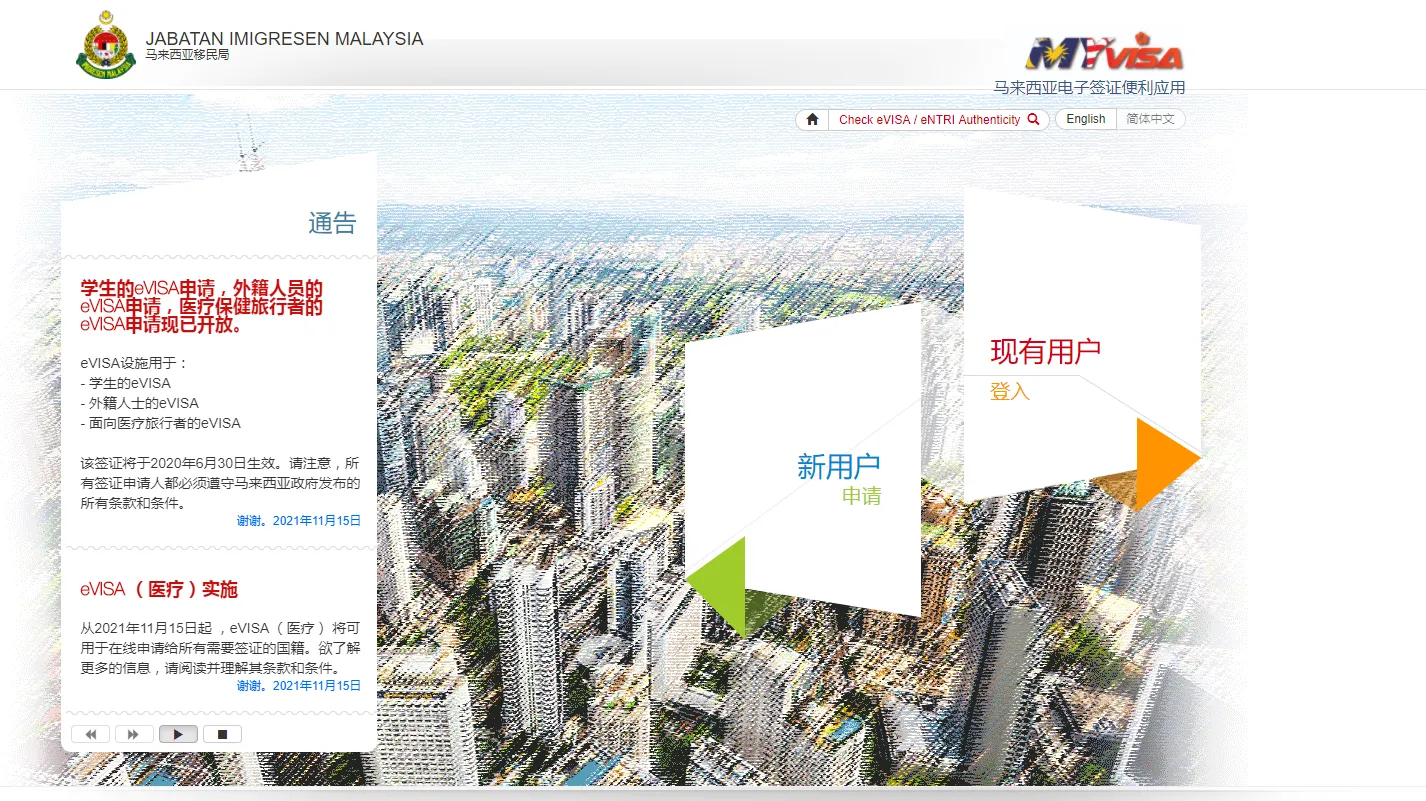 JABATAN IMIGRESEN MALAYSIA
马来西亚移民局
MYVISA
马来西亚电子签证便利应用
Check eVISA / eNTRI Authenticity
English
简体中文
通告
学生的eVISA申请，外籍人员的
eVISA申请，医疗保健旅行者的
eVISA申请现已开放。
eVISA设施用于：
- 学生的eVISA
- 外籍人士的eVISA
- 面向医疗旅行者的eVISA
该签证将于2020年6月30日生效。请注意，所
有签证申请人都必须遵守马来西亚政府发布的
所有条款和条件。
谢谢。2021年11月15日
eVISA （ 医疗 ）实施
从2021年11月15日起 ，eVISA （ 医疗 ） 将可
用于在线申请给所有需要签证的国籍。欲了解
更多的信息，请阅读并理解其条款和条件。
谢谢。2021年11月15日
新用户
申请
现有用户
登入